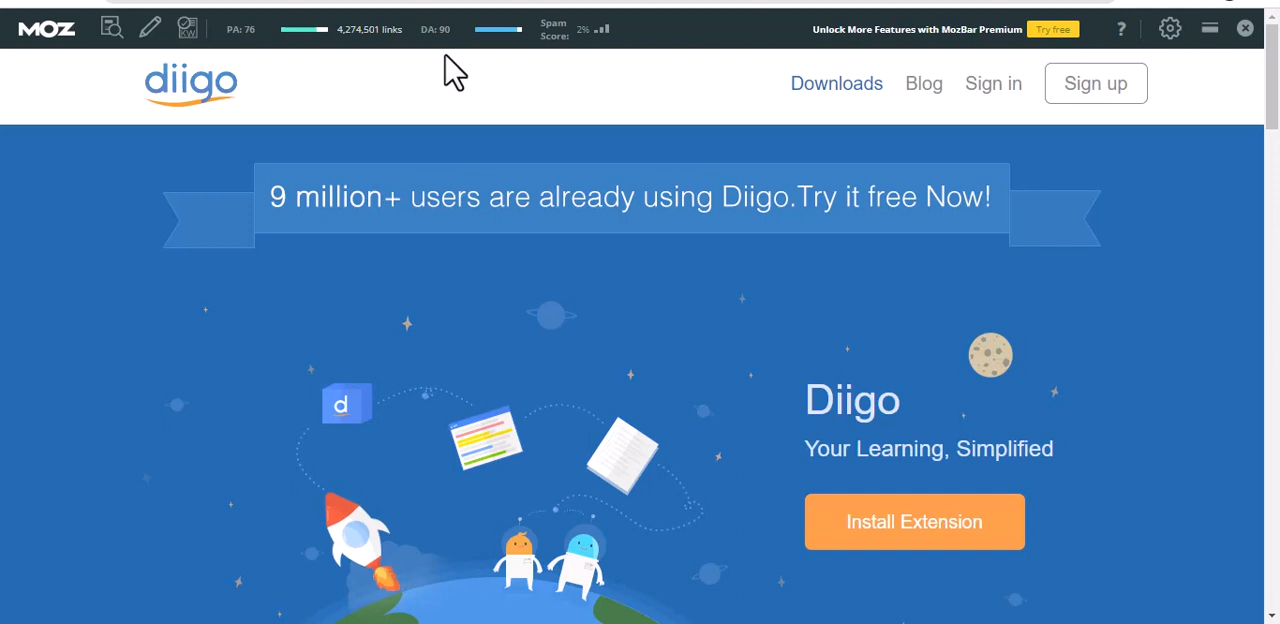 MOZ
KW
PA: 76
4,274,501 links
DA: 90
Spam
Score:
2%
Unlock More Features with MozBar Premium
Try free
?
diigo
Downloads
Blog
Sign in
Sign up
9 million+ users are already using Diigo.Try it free Now!
d
Diigo
Your Learning, Simplified
Install Extension